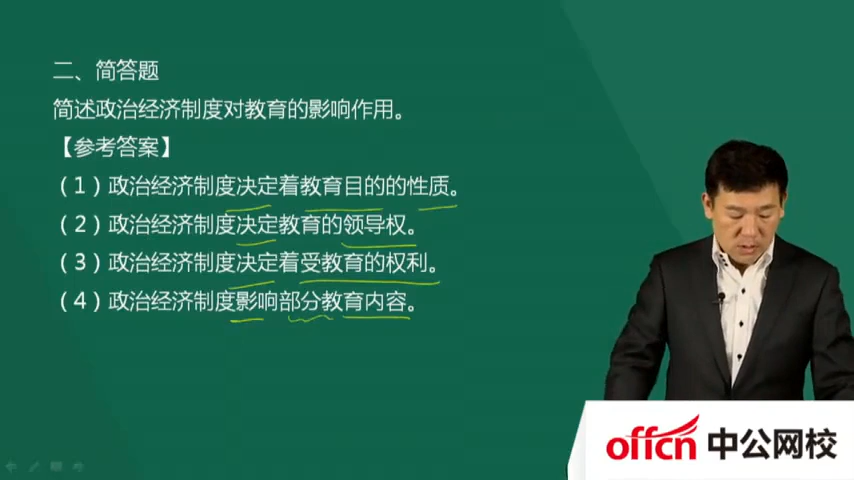 二、简答题
简述政治经济制度对教育的影响作用。
【参考答案】
（1）政治经济制度决定着教育目的的性质。
（2）政治经济制度决定教育的领导权。
（3）政治经济制度决定着受教育的权利。
（4）政治经济制度影响部分教育内容。
offcn 中公网校